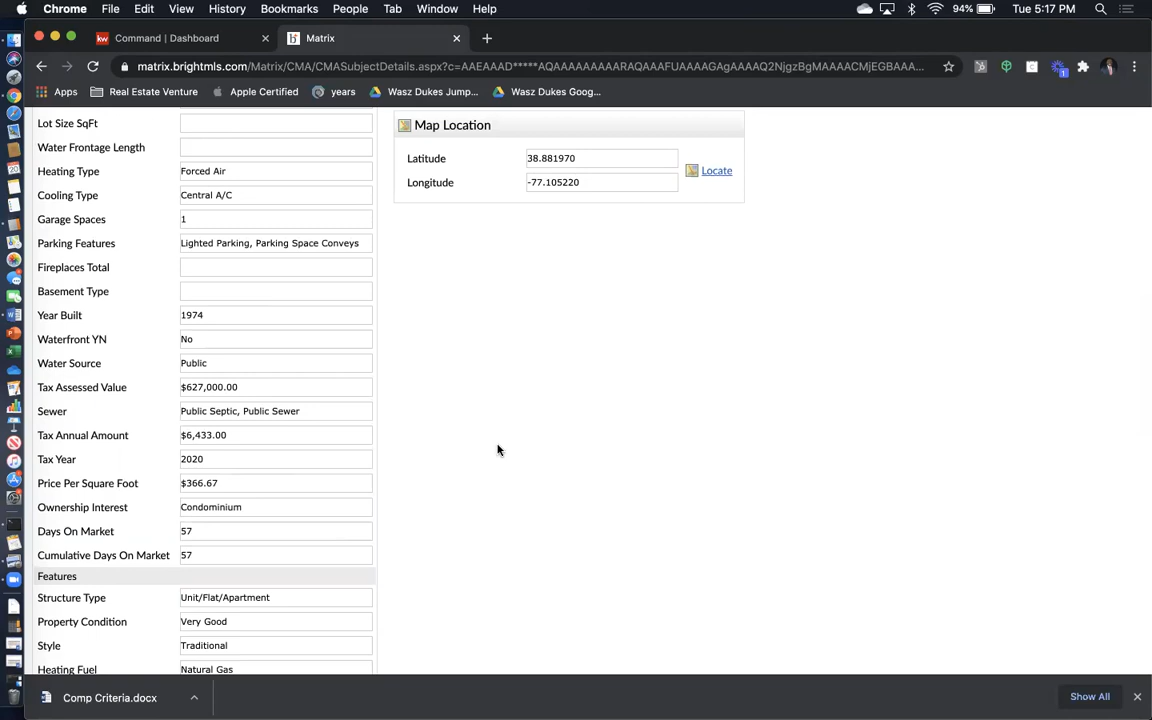 Chrome File Edit View History Bookmarks People Tab Window Help 94% Tue 5:17 PM
kw Command | Dashboard Matrix
matrix.brightmls.com/Matrix/CMA/CMASubjectDetails.aspx?c=AAEAAAD*****AQAAAAAAAAARAQAAAFUAAAAGAgAAAAQ2NjgzBgMAAAACMjEGBAAA...
Apps Real Estate Venture Apple Certified years Wasz Dukes Jump... Wasz Dukes Goog...
Lot Size SqFt
Water Frontage Length
Heating Type Forced Air
Cooling Type Central A/C
Garage Spaces 1
Parking Features Lighted Parking, Parking Space Conveys
Fireplaces Total
Basement Type
Year Built 1974
Waterfront YN No
Water Source Public
Tax Assessed Value $627,000.00
Sewer Public Septic, Public Sewer
Tax Annual Amount $6,433.00
Tax Year 2020
Price Per Square Foot $366.67
Ownership Interest Condominium
Days On Market 57
Cumulative Days On Market 57
Features
Structure Type Unit/Flat/Apartment
Property Condition Very Good
Style Traditional
Heating Fuel Natural Gas
Map Location
Latitude 38.881970
Longitude -77.105220
Locate
Comp Criteria.docx
Show All